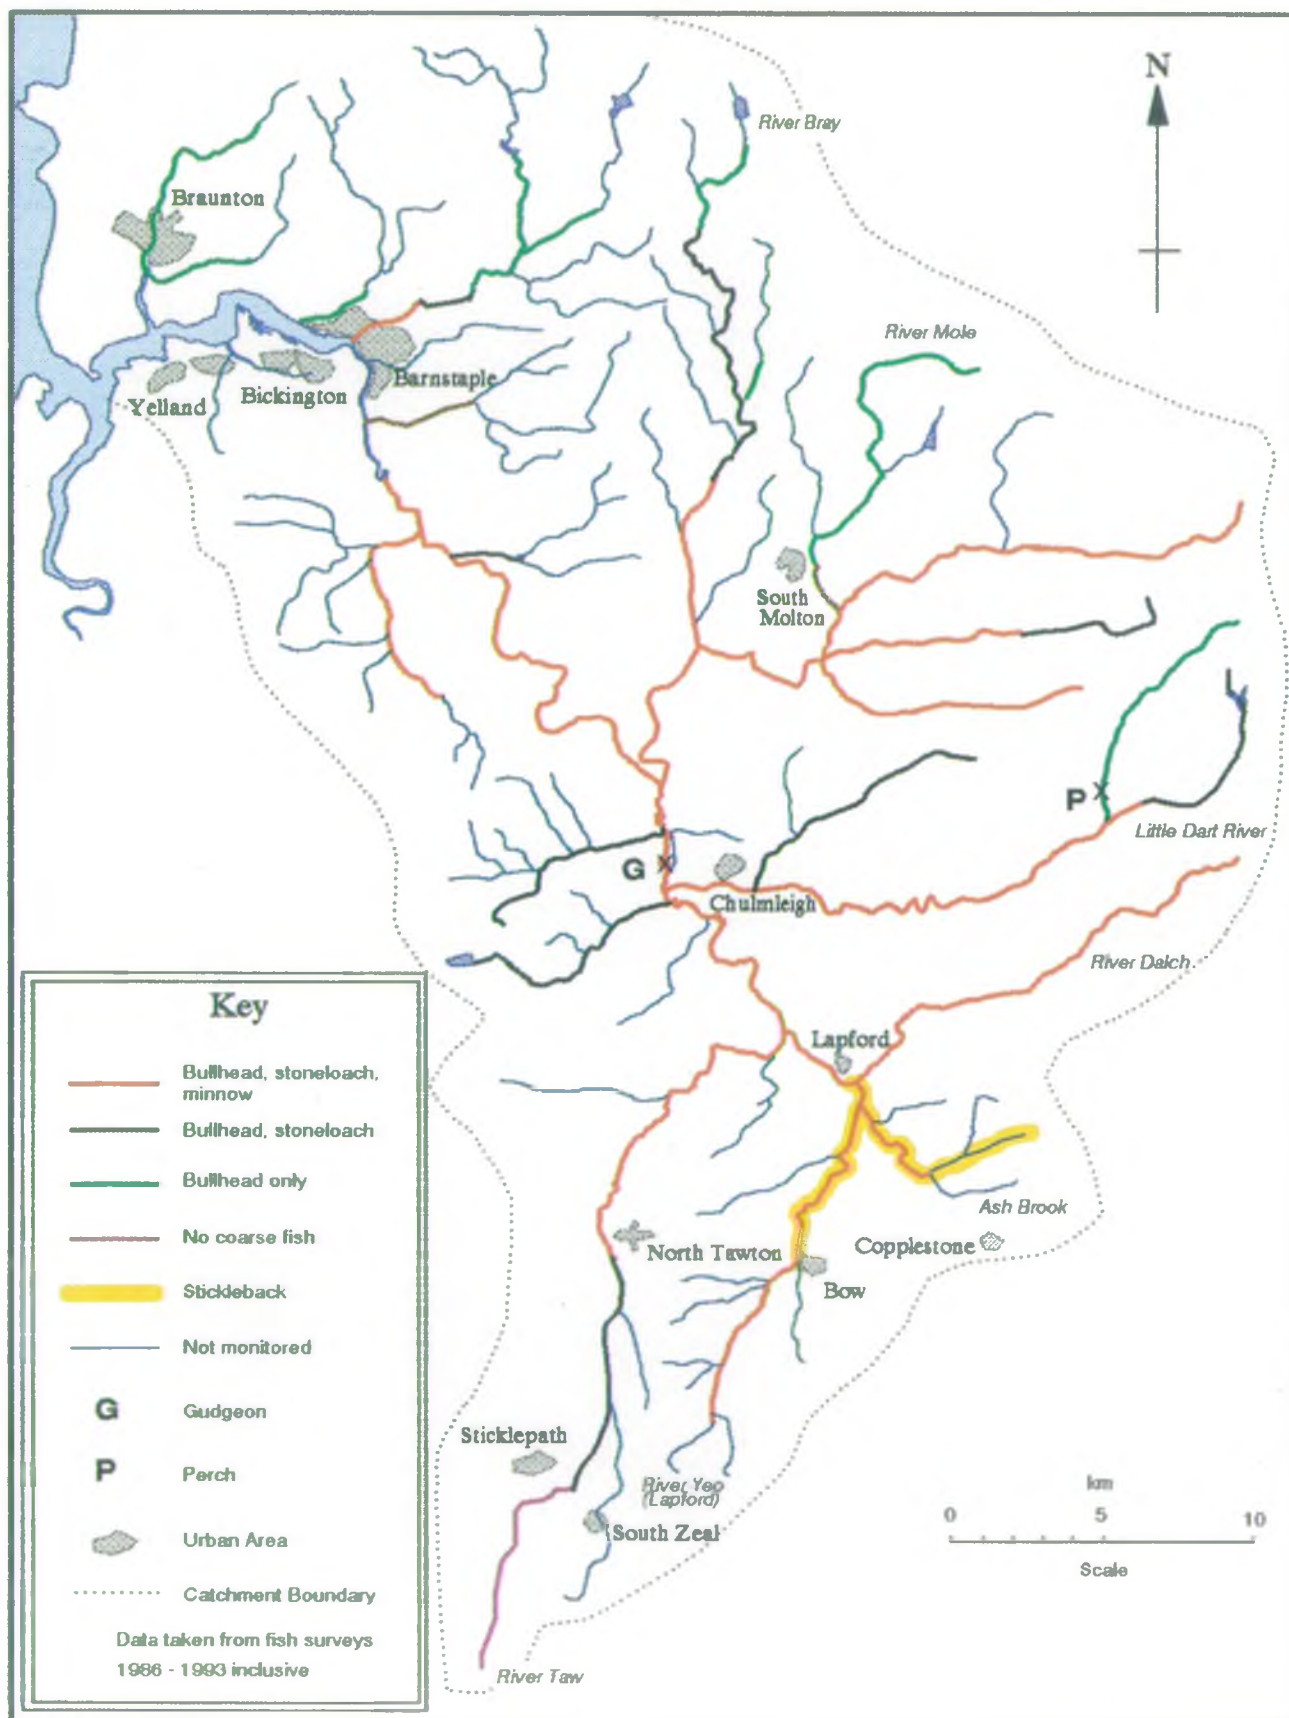 N
River Bray
Braunton
River Mole
Barnstaple
Bickington
Yelland
South
Molton
P
Little Dart River
G
Chulmleigh
River Dalch
Lapford
Ash Brook
North Tawton
Copplestone
Bow
Sticklepath
River Yeo
(Lapford)
South Zeal
River Taw
km
0 5 10
Scale
Key
Bullhead, stoneloach,
minnow
Bullhead, stoneloach
Bullhead only
No coarse fish
Stickleback
Not monitored
G Gudgeon
P Perch
Urban Area
Catchment Boundary
Data taken from fish surveys
1986 - 1993 inclusive